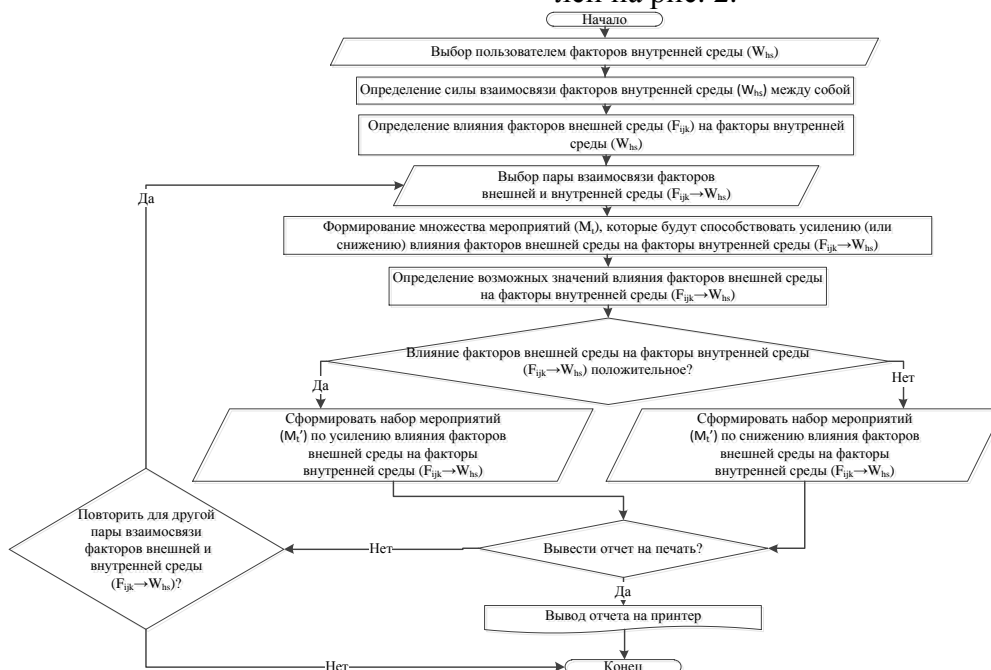 лен на рис. 2.
Начало
Выбор пользователем факторов внутренней среды (Whs)
Определение силы взаимосвязи факторов внутренней среды (Whs) между собой
Определение влияния факторов внешней среды (Fijk) на факторы внутренней
среды (Whs)
Выбор пары взаимосвязи факторов
внешней и внутренней среды (Fijk→Whs)
Да
Формирование множества мероприятий (Mt), которые будут способствовать усилению (или
снижению) влияния факторов внешней среды на факторы внутренней среды (Fijk→Whs)
Определение возможных значений влияния факторов внешней среды
на факторы внутренней среды (Fijk→Whs)
Влияние факторов внешней среды на факторы внутренней среды
(Fijk→Whs) положительное?
Да
Нет
Сформировать набор мероприятий
(Mt’) по усилению влияния факторов
внешней среды на факторы
внутренней среды (Fijk→Whs)
Сформировать набор мероприятий
(Mt’) по снижению влияния факторов
внешней среды на факторы
внутренней среды (Fijk→Whs)
Повторить для другой
пары взаимосвязи
факторов внешней и
внутренней среды
(Fijk→Whs)?
Нет
Вывести отчет на печать?
Да
Вывод отчета на принтер
Нет
Конец